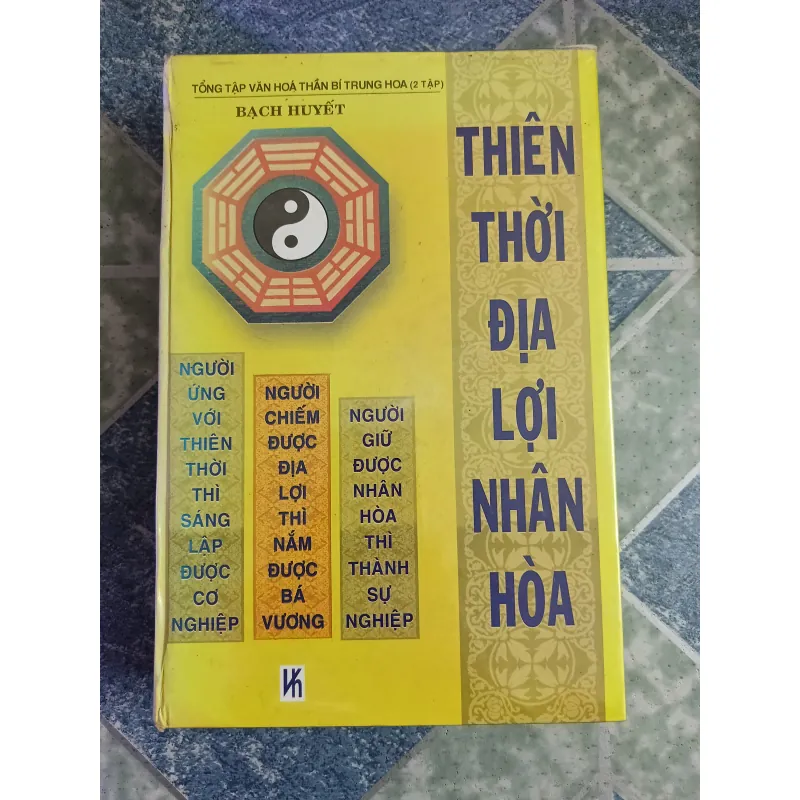 TỔNG TẬP VĂN HOÁ THẦN BÍ TRUNG HOA (2 TẬP)
BẠCH HUYẾT
THIÊN
THỜI
ĐỊA
LỢI
NHÂN
HÒA
NGƯỜI
ỨNG
VỚI
THIÊN
THỜI
THÌ
SÁNG
LẬP
ĐƯỢC
CƠ
NGHIỆP
NGƯỜI
CHIẾM
ĐƯỢC
ĐỊA
LỢI
THÌ
NẮM
ĐƯỢC
BÁ
VƯƠNG
NGƯỜI
GIỮ
ĐƯỢC
NHÂN
HÒA
THÌ
THÀNH
SỰ
NGHIỆP